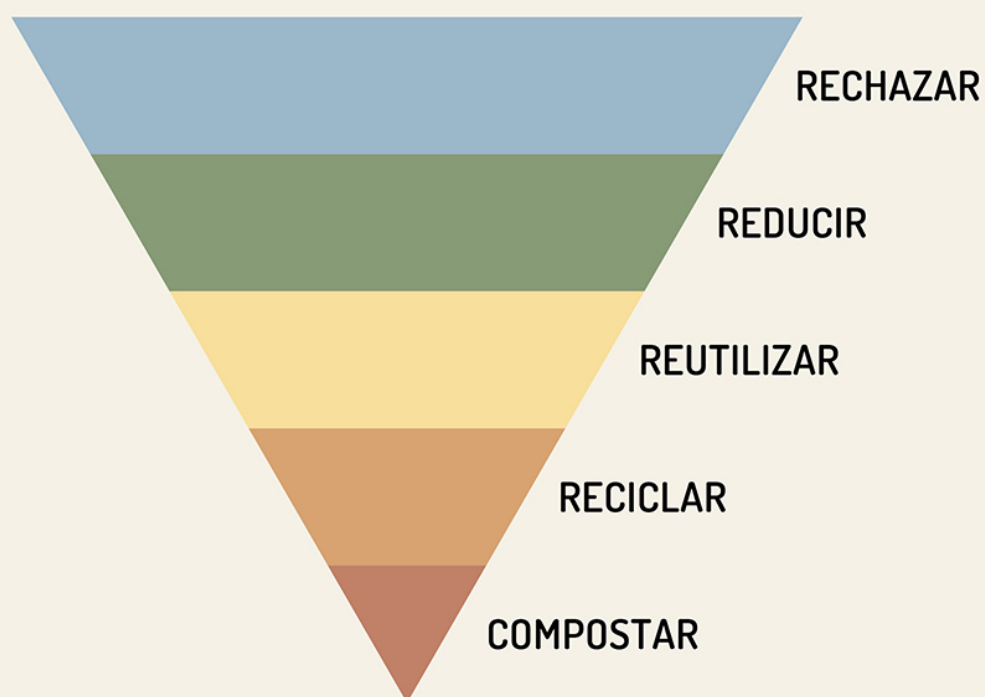 RECHAZAR
REDUCIR
REUTILIZAR
RECICLAR
COMPOSTAR